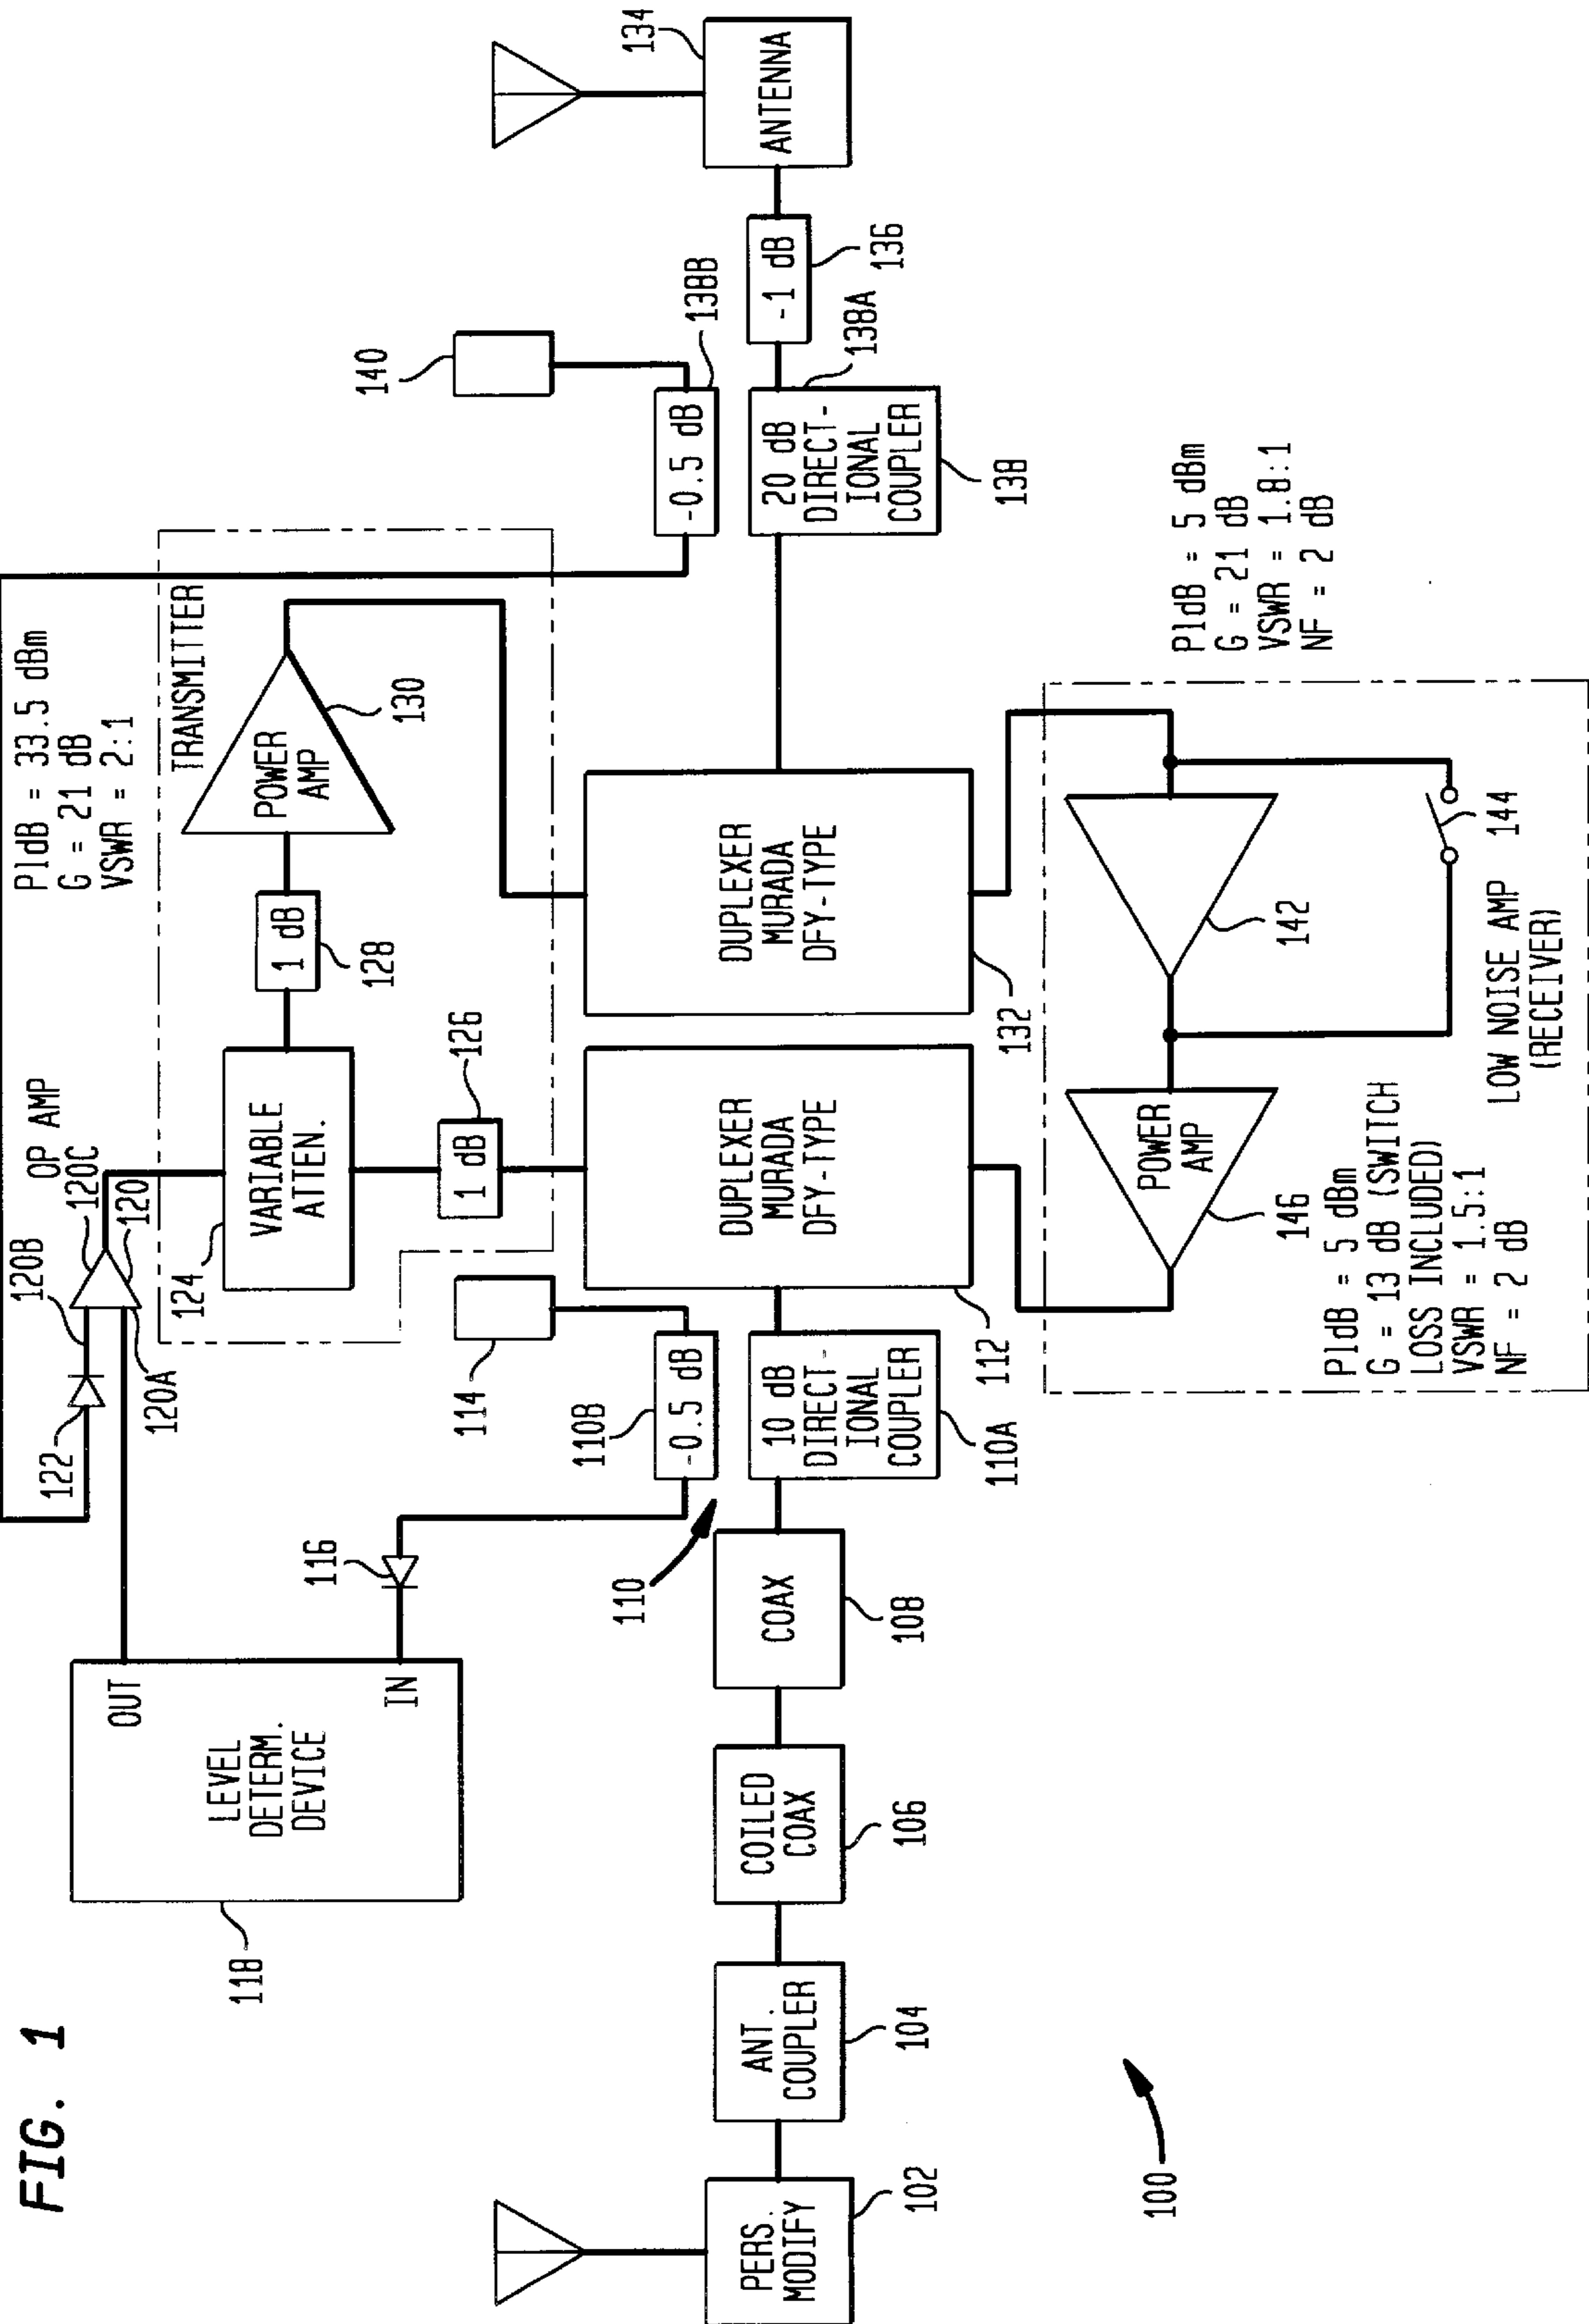 FIG. 1
118
LEVEL
DETERM.
DEVICE
OUT
IN
122
120B
120A
OP AMP
120C
120
116
P1dB = 33.5 dBm
G = 21 dB
VSWR = 2:1
TRANSMITTER
124
VARIABLE
ATTEN.
1 dB
128
1 dB
126
POWER
AMP
130
114
110B
-0.5 dB
140
-0.5 dB
138B
134
PERS.
MODIFY
102
ANT.
COUPLER
104
COILED
COAX
106
COAX
108
110
10 dB
DIRECT-
IONAL
COUPLER
110A
DUPLEXER
MURADA
DFY-TYPE
112
DUPLEXER
MURADA
DFY-TYPE
132
20 dB
DIRECT-
IONAL
COUPLER
138A
138
-1 dB
136
ANTENNA
100
POWER
AMP
146
142
144
P1dB = 5 dBm
G = 13 dB (SWITCH
LOSS INCLUDED)
VSWR = 1.5:1
NF = 2 dB
LOW NOISE AMP
(RECEIVER)
P1dB = 5 dBm
G = 21 dB
VSWR = 1.8:1
NF = 2 dB